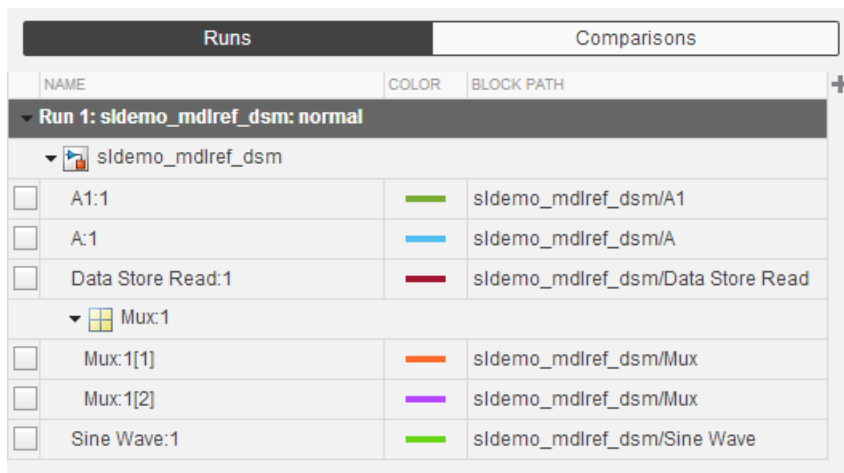 Runs Comparisons
NAME COLOR BLOCK PATH
Run 1: sldemo_mdlref_dsm: normal
sldemo_mdlref_dsm
A1:1 sldemo_mdlref_dsm/A1
A:1 sldemo_mdlref_dsm/A
Data Store Read:1 sldemo_mdlref_dsm/Data Store Read
Mux:1
Mux:1[1] sldemo_mdlref_dsm/Mux
Mux:1[2] sldemo_mdlref_dsm/Mux
Sine Wave:1 sldemo_mdlref_dsm/Sine Wave